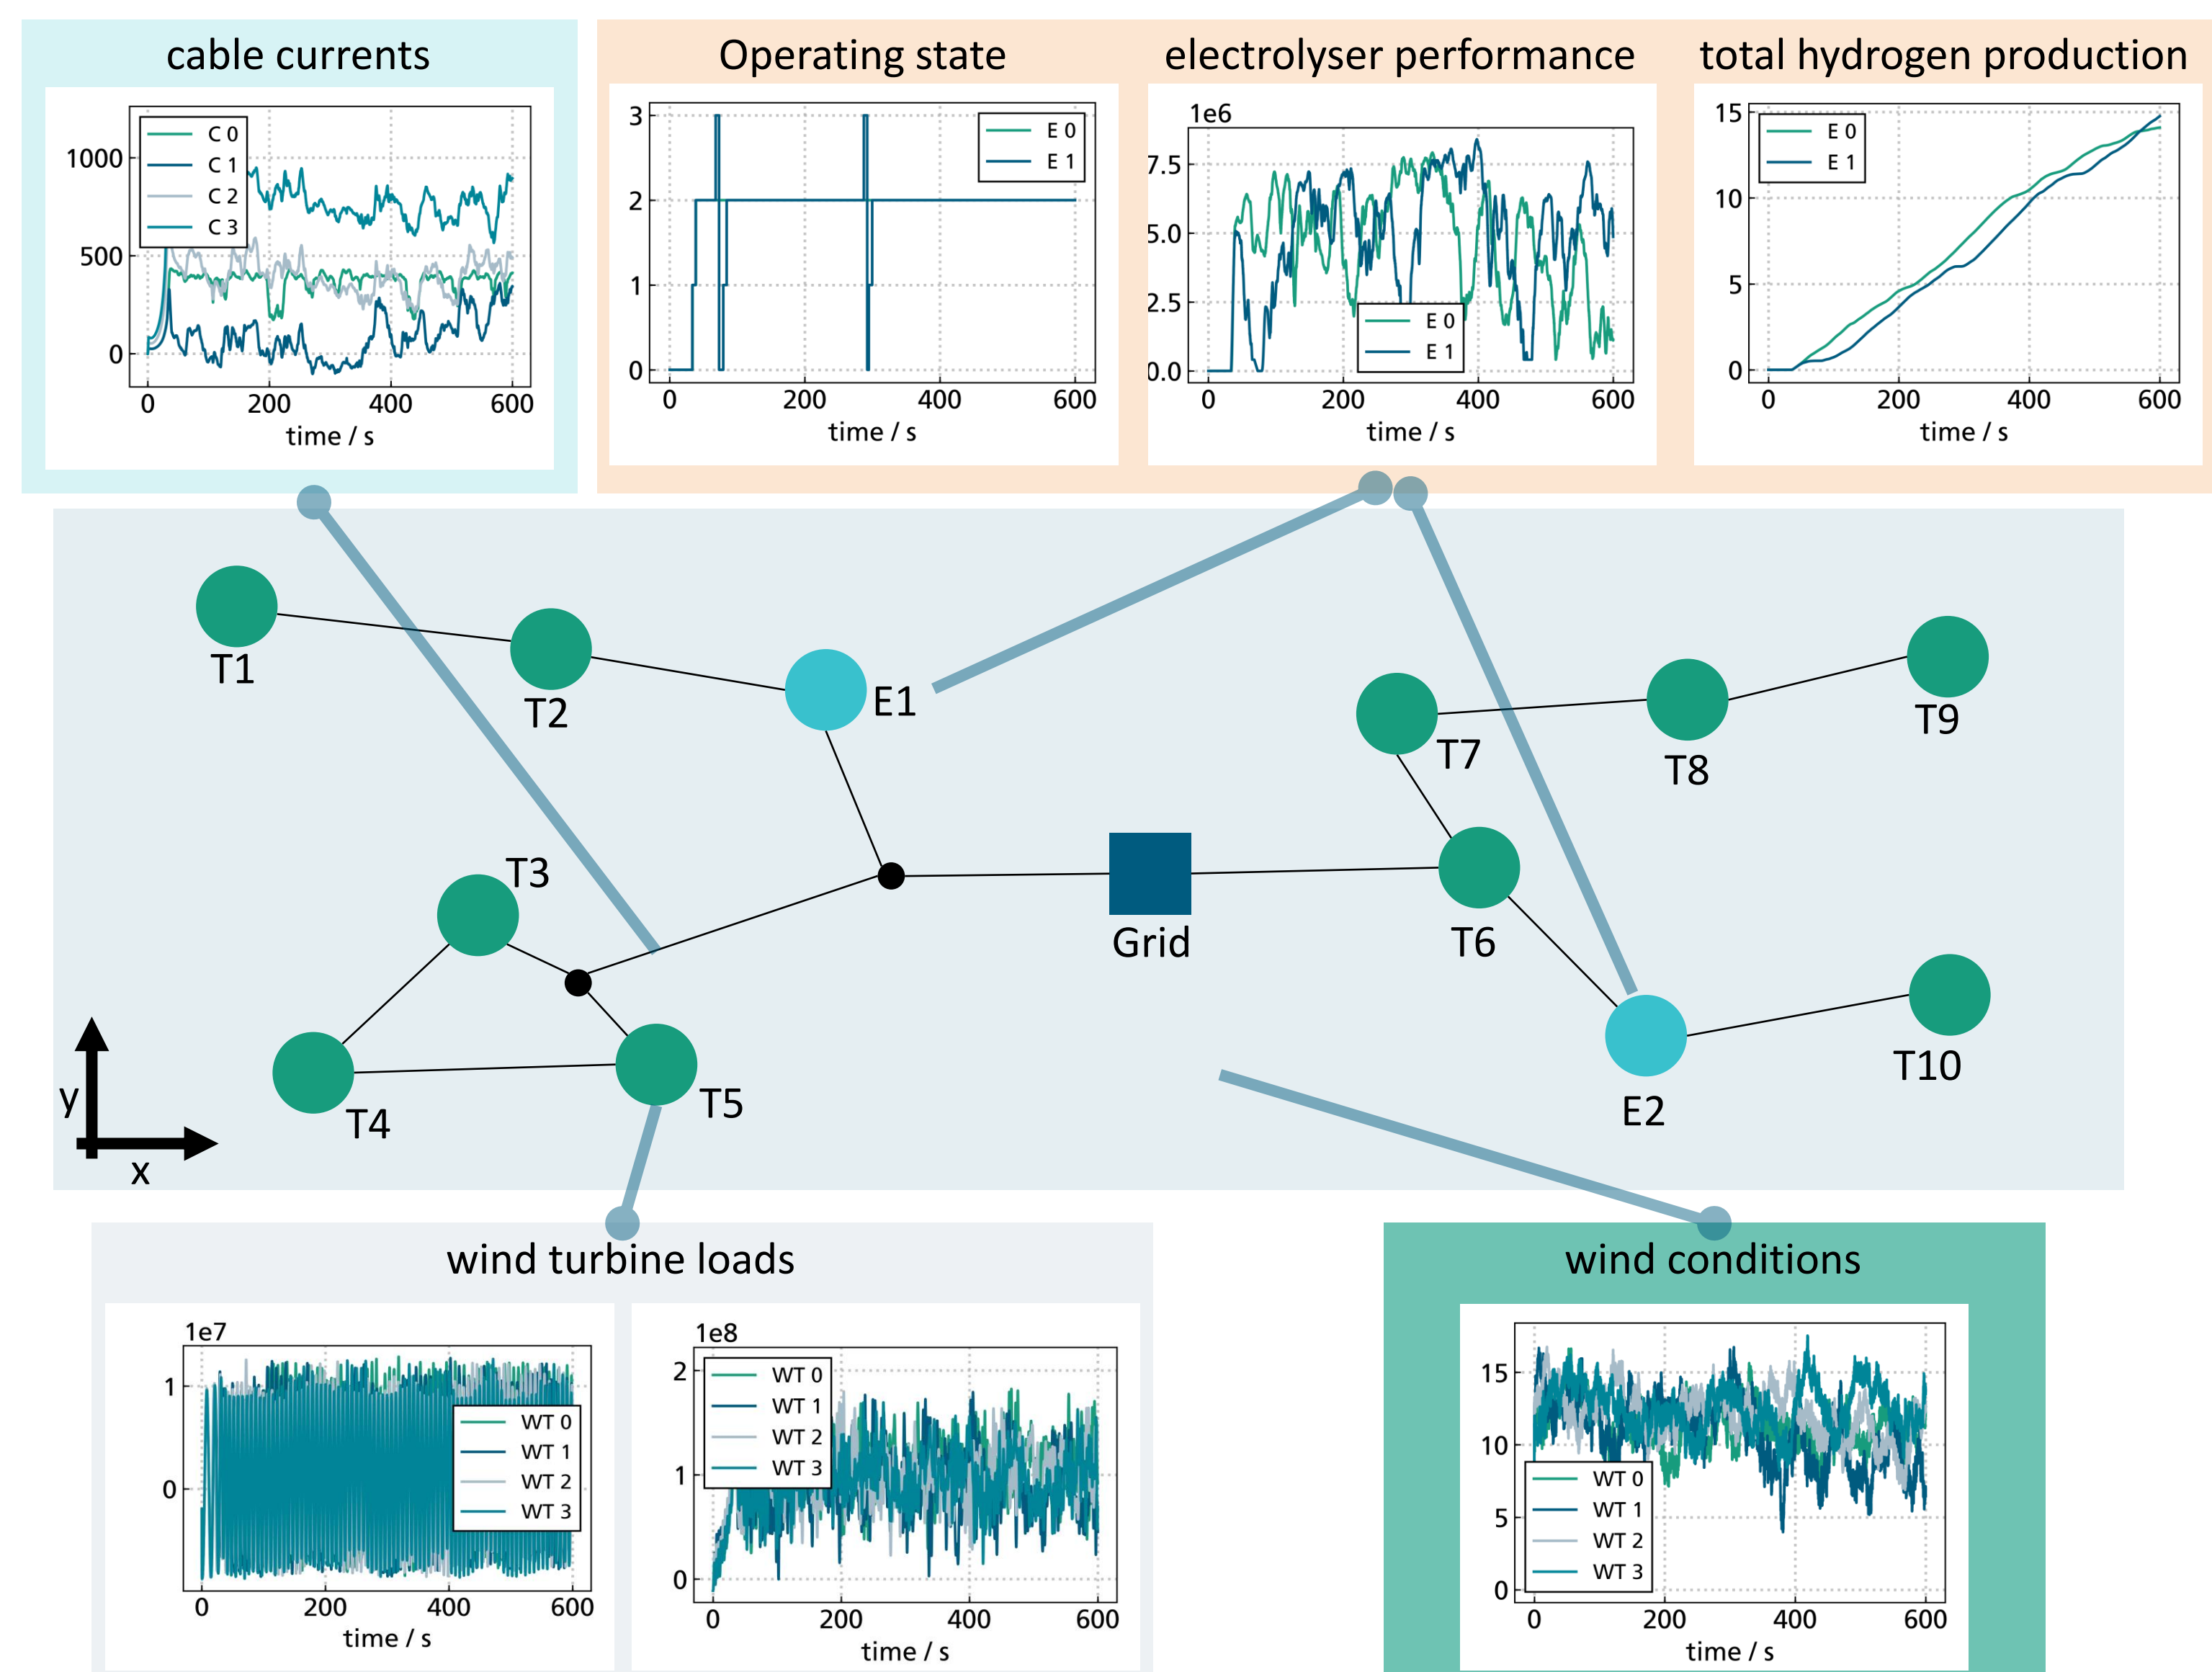 cable currents
C 0
C 1
C 2
C 3
1000
500
0
0 200 400 600
time / s
Operating state
3
2
1
0
E 0
E 1
0 200 400 600
time / s
electrolyser performance
1e6
7.5
5.0
2.5
0.0
E 0
E 1
0 200 400 600
time / s
total hydrogen production
15
10
5
0
E 0
E 1
0 200 400 600
time / s
T1
T2
E1
T7
T8
T9
T3
Grid
T6
T4
T5
E2
T10
y
x
wind turbine loads
1e7
1
0
WT 0
WT 1
WT 2
WT 3
0 200 400 600
time / s
1e8
2
1
0
WT 0
WT 1
WT 2
WT 3
0 200 400 600
time / s
wind conditions
15
10
5
0
WT 0
WT 1
WT 2
WT 3
0 200 400 600
time / s